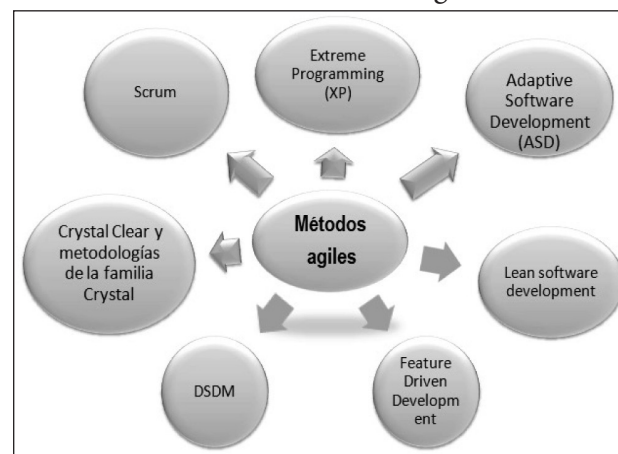 Scrum
Extreme
Programming
(XP)
Adaptive
Software
Development
(ASD)
Crystal Clear y
metodologías
de la familia
Crystal
Métodos
agiles
Lean software
development
DSDM
Feature
Driven
Developm
ent